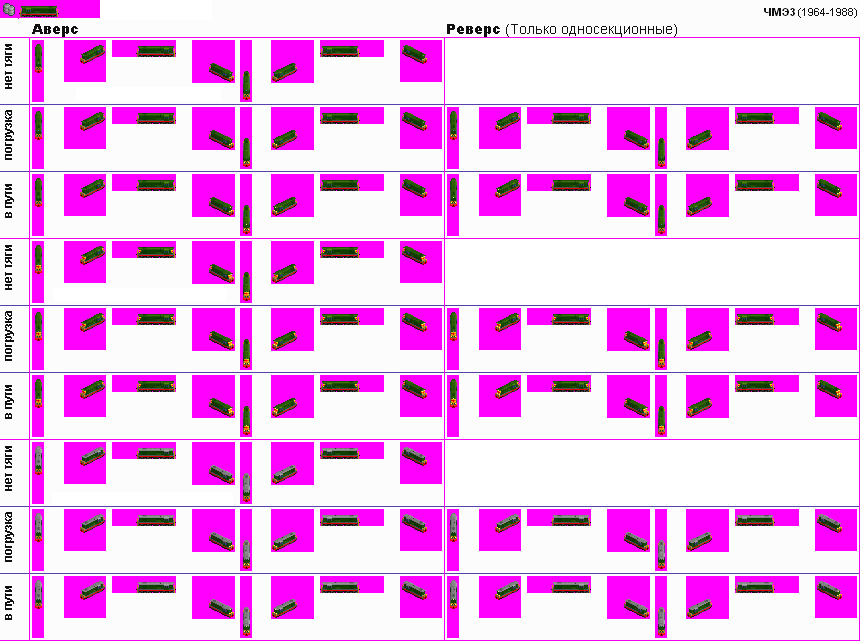 ЧМЭ3 (1964-1988)
Аверс
Реверс (Только односекционные)
нет тяги
погрузка
в пути
нет тяги
погрузка
в пути
нет тяги
погрузка
в пути